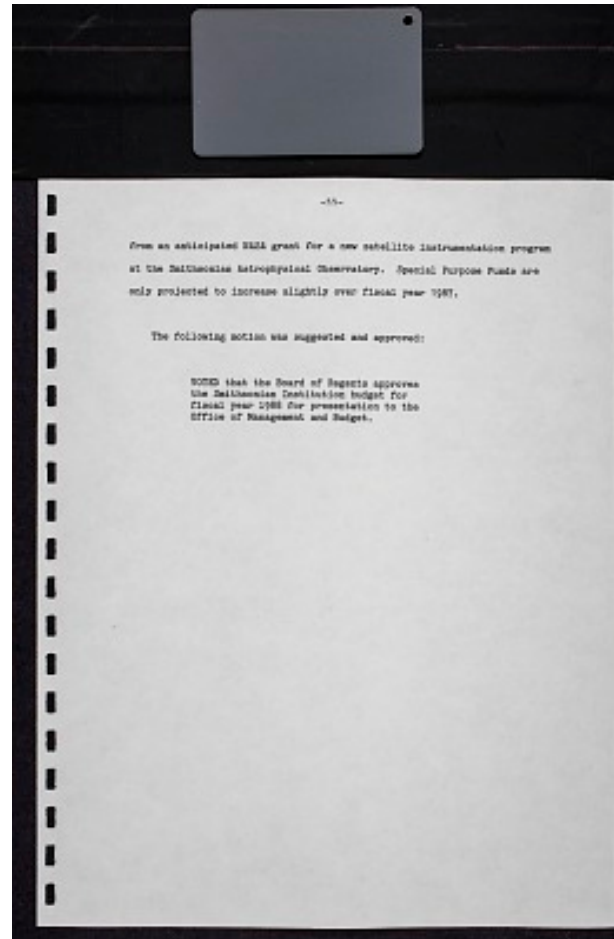 -55-
from an anticipated NASA grant for a new satellite instrumentation program
at the Smithsonian Astrophysical Observatory. Special Purpose Funds are
only projected to increase slightly over fiscal year 1987.
The following motion was suggested and approved:
VOTED that the Board of Regents approves
the Smithsonian Institution budget for
fiscal year 1988 for presentation to the
Office of Management and Budget.